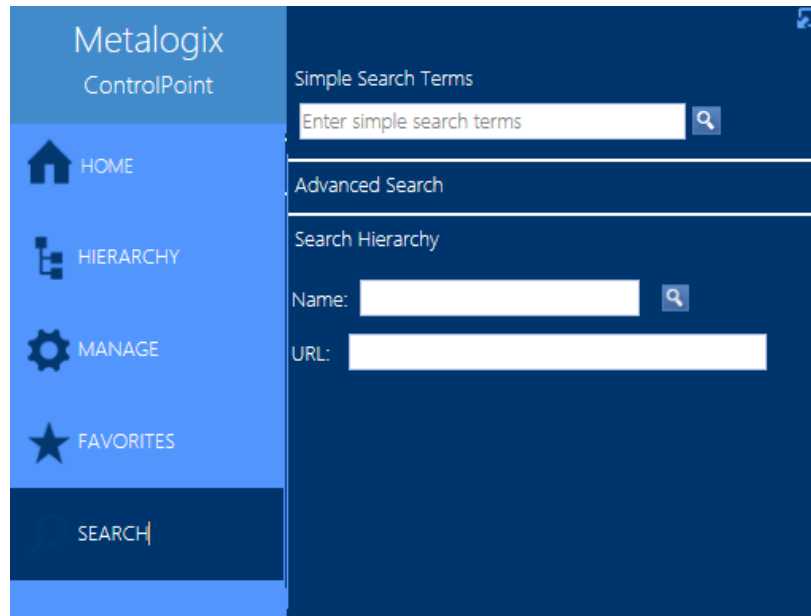 Metalogix
ControlPoint
HOME
HIERARCHY
MANAGE
FAVORITES
SEARCH
Simple Search Terms
Enter simple search terms
Advanced Search
Search Hierarchy
Name:
URL: